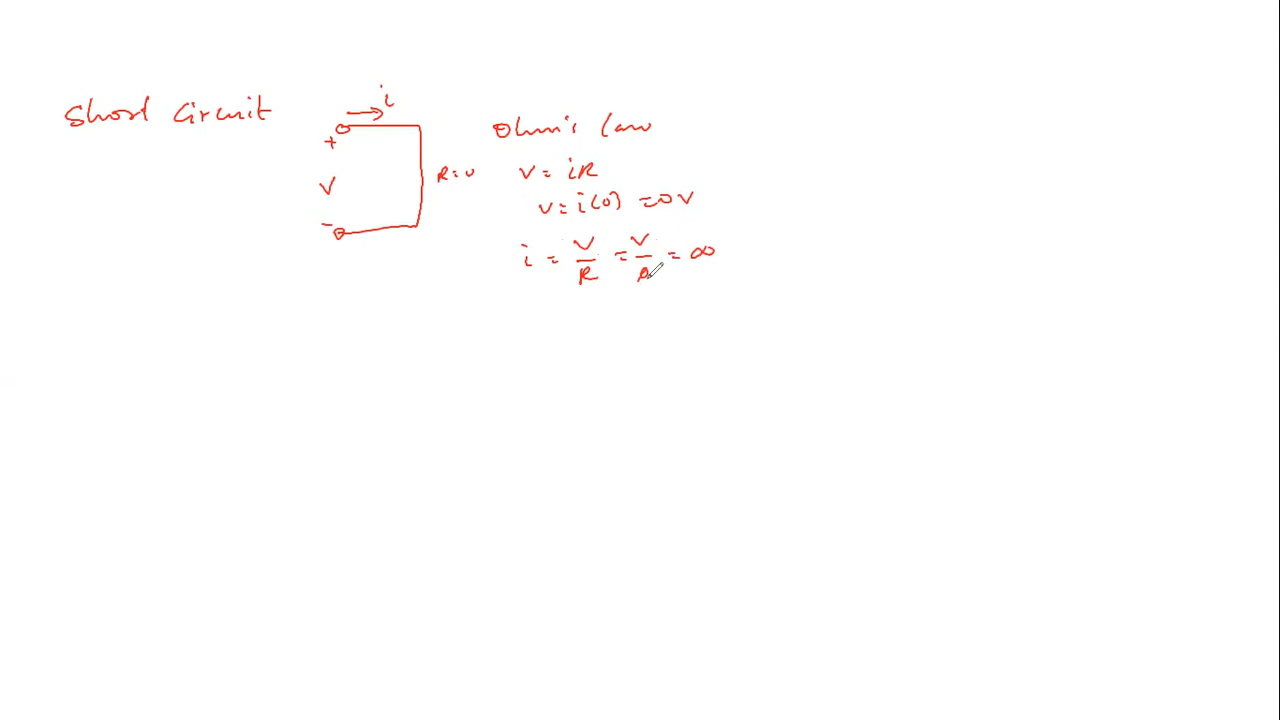 Short Circuit
i
+
V
-
R=0
Ohm's law
V = iR
V = i(0) = 0V
i = V/R = V/0 = ∞